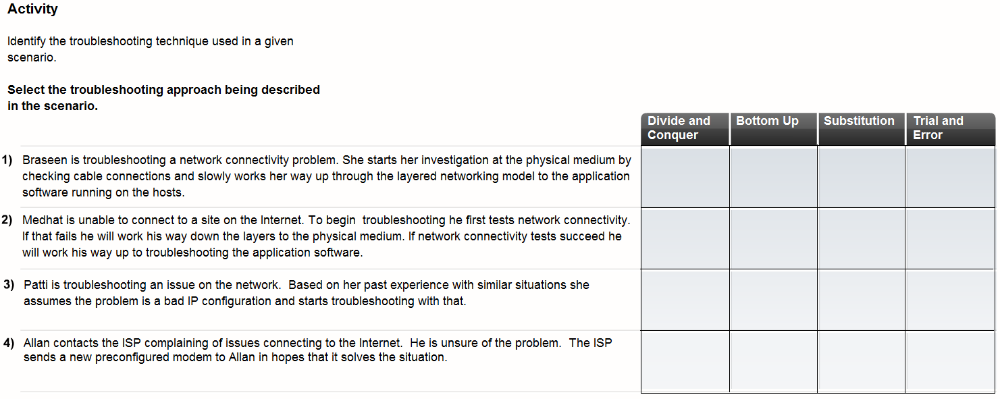 Activity
Identify the troubleshooting technique used in a given
scenario.
Select the troubleshooting approach being described
in the scenario.
Divide and Conquer
Bottom Up
Substitution
Trial and Error
1) Braseen is troubleshooting a network connectivity problem. She starts her investigation at the physical medium by
checking cable connections and slowly works her way up through the layered networking model to the application
software running on the hosts.
2) Medhat is unable to connect to a site on the Internet. To begin  troubleshooting he first tests network connectivity.
If that fails he will work his way down the layers to the physical medium. If network connectivity tests succeed he
will work his way up to troubleshooting the application software.
3) Patti is troubleshooting an issue on the network.  Based on her past experience with similar situations she
assumes the problem is a bad IP configuration and starts troubleshooting with that.
4) Allan contacts the ISP complaining of issues connecting to the Internet.  He is unsure of the problem.  The ISP
sends a new preconfigured modem to Allan in hopes that it solves the situation.